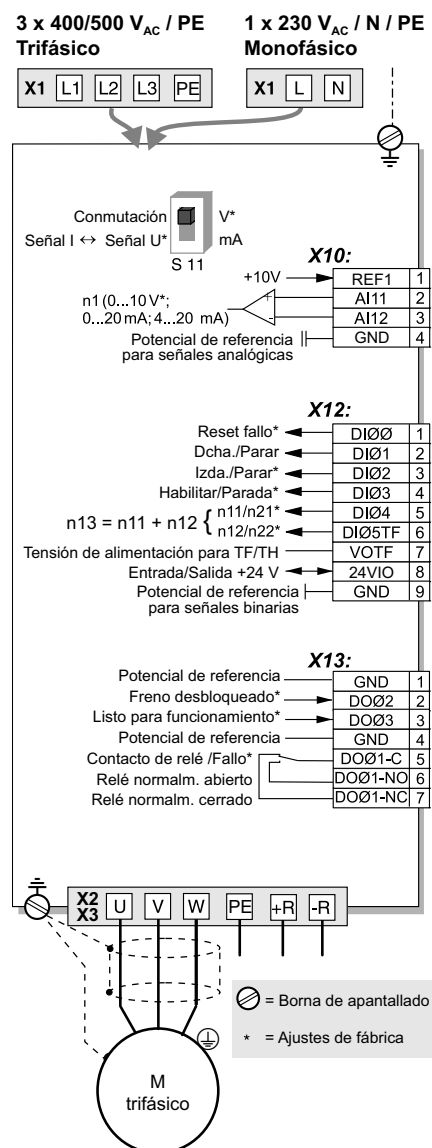 3 x 400/500 VAC / PE
Trifásico
1 x 230 VAC / N / PE
Monofásico
X1 L1 L2 L3 PE
X1 L N
Conmutación
Señal I ↔ Señal U*
V*
mA
S 11
X10:
+10V REF1 1
n1 (0...10 V*; AI11 2
0...20 mA; 4...20 mA) AI12 3
+
-
Potencial de referencia GND 4
para señales analógicas
X12:
Reset fallo* DIØØ 1
Dcha./Parar DIØ1 2
Izda./Parar* DIØ2 3
Habilitar/Parada* DIØ3 4
n13 = n11 + n12 {
n11/n21* DIØ4 5
n12/n22* DIØ5TF 6
Tensión de alimentación para TF/TH VOTF 7
Entrada/Salida +24 V 24VIO 8
Potencial de referencia GND 9
para señales binarias
X13:
Potencial de referencia GND 1
Freno desbloqueado* DOØ2 2
Listo para funcionamiento* DOØ3 3
Potencial de referencia GND 4
Contacto de relé /Fallo* DOØ1-C 5
Relé normalm. abierto DOØ1-NO 6
Relé normalm. cerrado DOØ1-NC 7
X2
X3
U V W PE +R -R
= Borna de apantallado
* = Ajustes de fábrica
M
trifásico